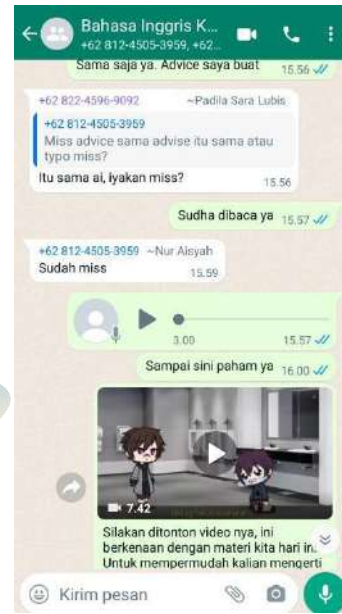 Bahasa Inggris K...
+62 812-4505-3959, +62...
Sama saja ya. Advice saya buat
15.56
+62 822-4596-9092 ~Padila Sara Lubis
+62 812-4505-3959
Miss advice sama advise itu sama atau
typo miss?
Itu sama ai, iyakan miss?
15.56
Sudha dibaca ya 15.57
+62 812-4505-3959 ~Nur Aisyah
Sudah miss
15.59
3.00 15.57
Sampai sini paham ya 16.00
7.42
Silakan ditonton video nya, ini
berkenaan dengan materi kita hari in.
Untuk mempermudah kalian mengerti
Kirim pesan